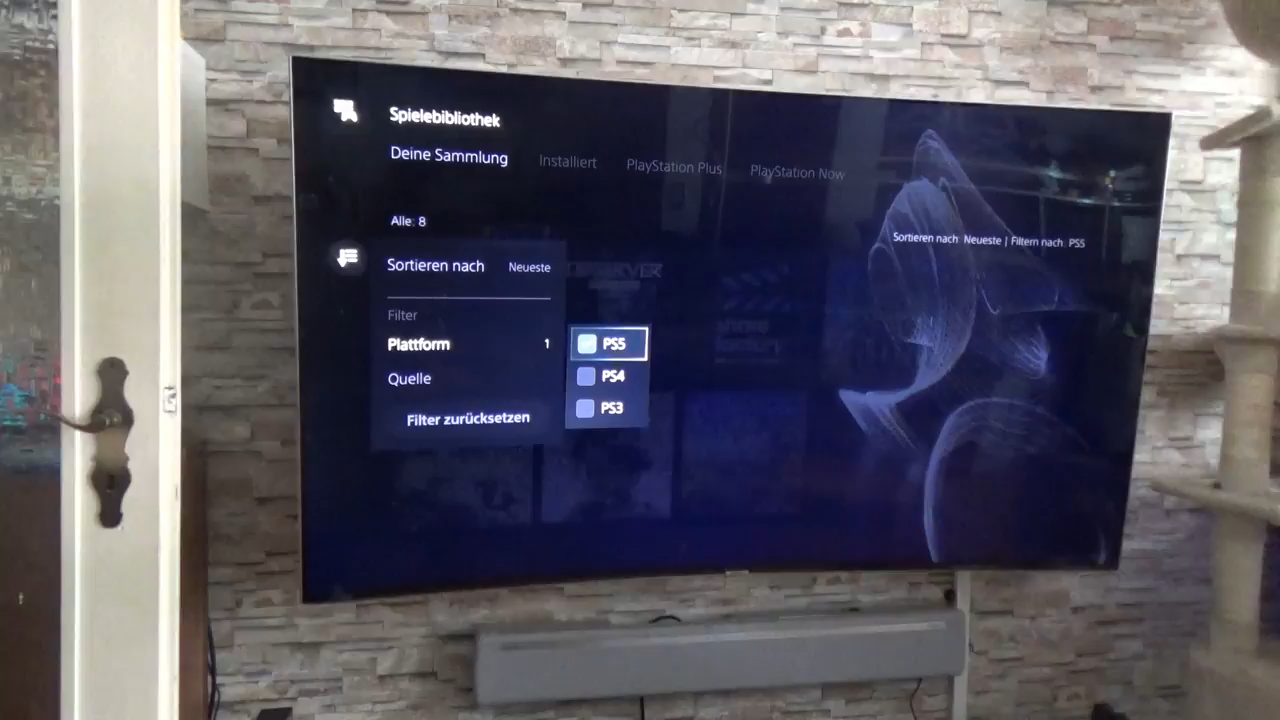 Spielebibliothek
Deine Sammlung Installiert PlayStation Plus PlayStation Now
Alle: 8
Sortieren nach: Neueste | Filtern nach: PS5
Sortieren nach Neueste
Filter
Plattform 1
PS5
PS4
Quelle
PS3
Filter zurücksetzen